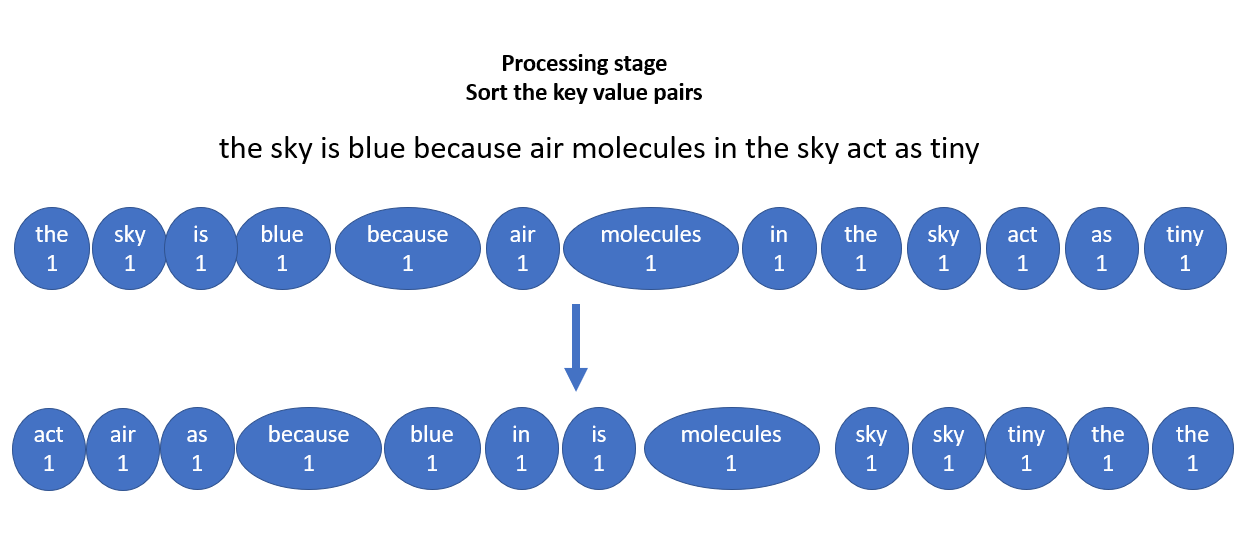 Processing stage
Sort the key value pairs
the sky is blue because air molecules in the sky act as tiny
the sky is blue because air molecules in the sky act as tiny
1 1 1 1 1 1 1 1 1 1 1 1 1
act air as because blue in is molecules sky sky tiny the the
1 1 1 1 1 1 1 1 1 1 1 1 1